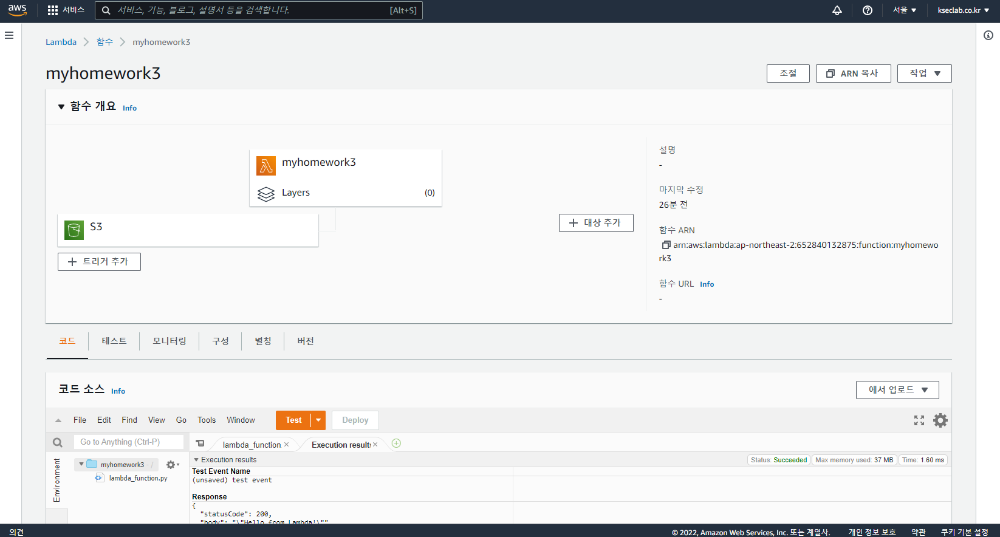 aws
서비스
서비스, 기능, 블로그, 설명서 등을 검색합니다.
[Alt+S]
서울
kseclab.co.kr
Lambda
함수
myhomework3
myhomework3
조절
ARN 복사
작업
함수 개요
Info
myhomework3
Layers
(0)
S3
트리거 추가
대상 추가
설명
-
마지막 수정
26분 전
함수 ARN
arn:aws:lambda:ap-northeast-2:652840132875:function:myhomewo
rk3
함수 URL
Info
-
코드
테스트
모니터링
구성
별칭
버전
코드 소스
Info
에서 업로드
File
Edit
Find
View
Go
Tools
Window
Test
Deploy
Go to Anything (Ctrl-P)
lambda_function
Execution results
Environment
myhomework3 - /
lambda_function.py
Execution results
Status: Succeeded
Max memory used: 37 MB
Time: 1.60 ms
Test Event Name
(unsaved) test event
Response
{
"statusCode": 200,
"body": "\"Hello from Lambda!\""
의견
© 2022, Amazon Web Services, Inc. 또는 계열사.
개인 정보 보호
약관
쿠키 기본 설정